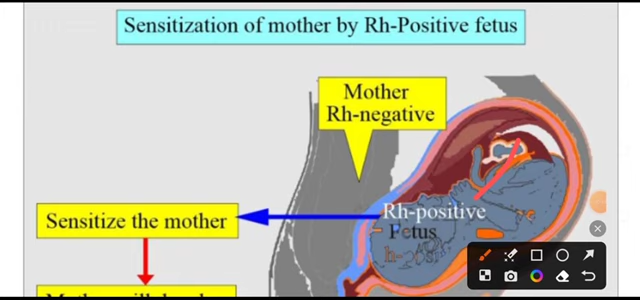 Sensitization of mother by Rh-Positive fetus
Mother
Rh-negative
Rh-positive
Fetus
Sensitize the mother